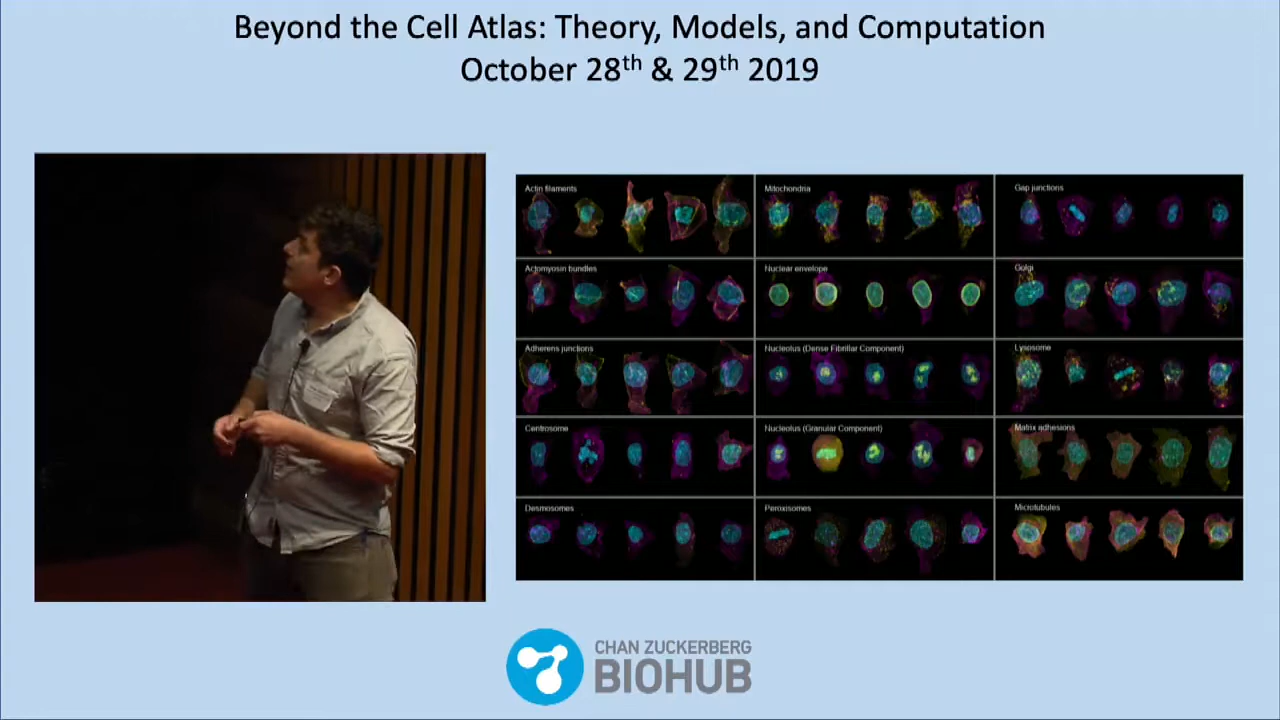 Beyond the Cell Atlas: Theory, Models, and Computation
October 28th & 29th 2019
Actin filaments
Mitochondria
Gap junctions
Actomyosin bundles
Nuclear envelope
Golgi
Adherens junctions
Nucleolus (Dense Fibrillar Component)
Lysosome
Centrosome
Nucleolus (Granular Component)
Matrix adhesions
Desmosomes
Peroxisomes
Microtubules
CHAN ZUCKERBERG
BIOHUB